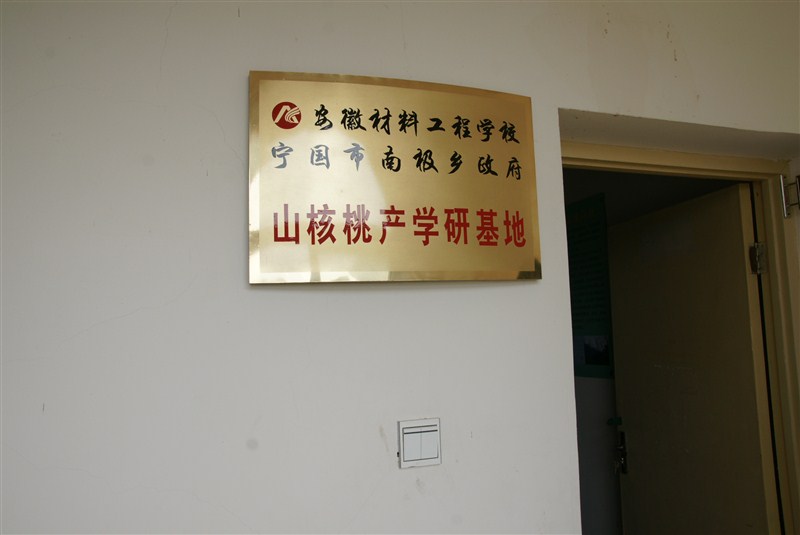 安徽材料工程学校
宁国市南极乡政府
山核桃产学研基地